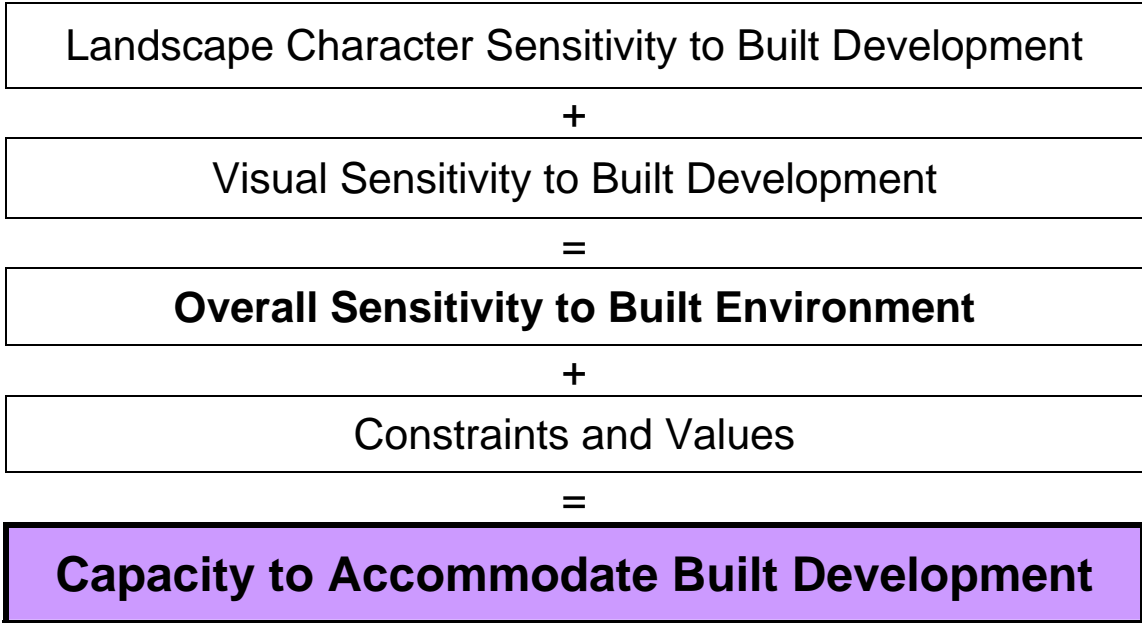 Landscape Character Sensitivity to Built Development
+
Visual Sensitivity to Built Development
=
Overall Sensitivity to Built Environment
+
Constraints and Values
=
Capacity to Accommodate Built Development